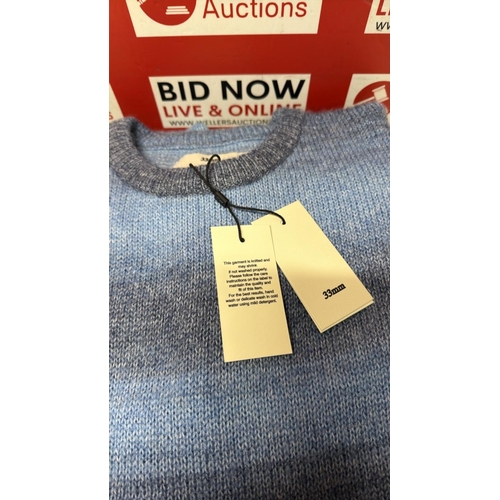 Auctions
BID NOW
LIVE & ONLINE
WWW.WELLERSAUCTIONS
This garment is knitted and
may shrink
if not washed properly.
Please follow the care
instructions on the label to
maintain the quality and
fit of this item.
For the best results, hand
wash or delicate wash in cold
water using mild detergent.
33mm